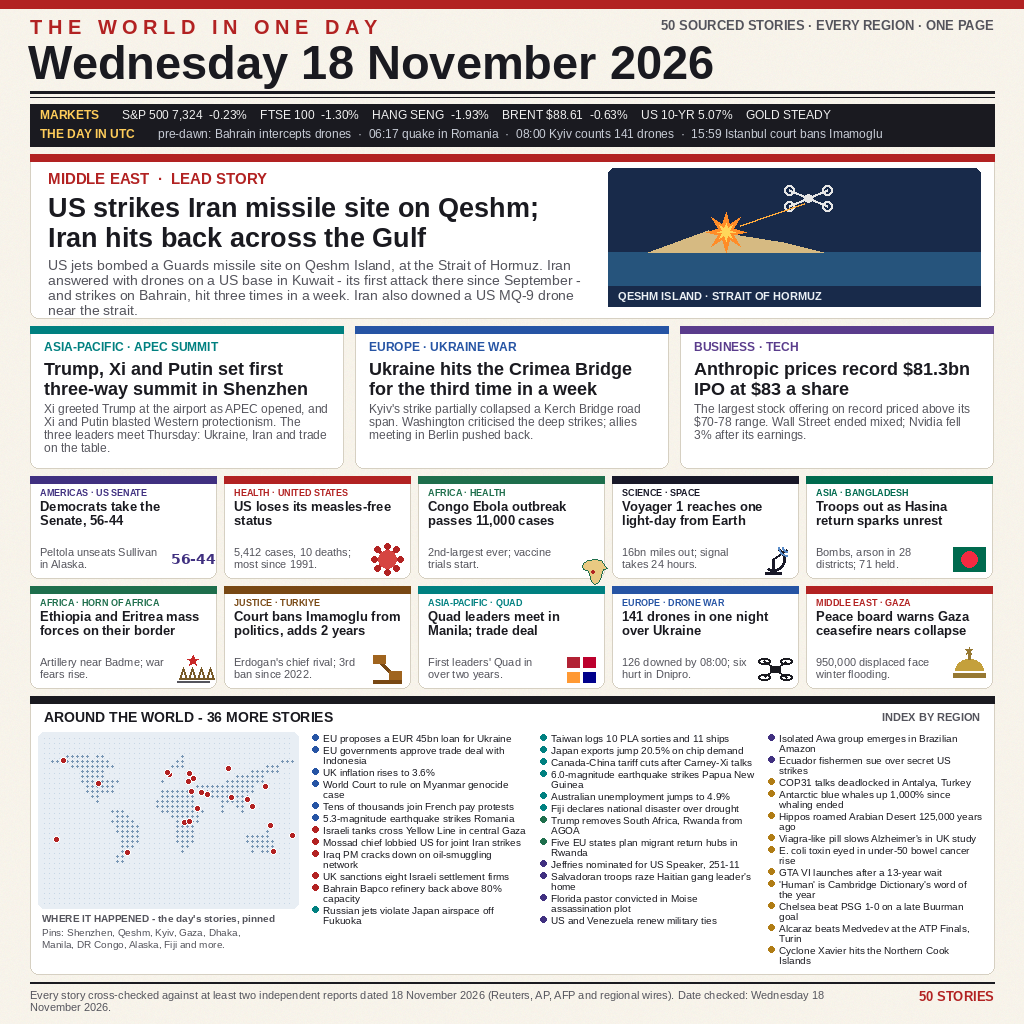 THE WORLD IN ONE DAY
50 SOURCED STORIES · EVERY REGION · ONE PAGE
Wednesday 18 November 2026
MARKETS S&P 500 7,324 -0.23% FTSE 100 -1.30% HANG SENG -1.93% BRENT $88.61 -0.63% US 10-YR 5.07% GOLD STEADY
THE DAY IN UTC pre-dawn: Bahrain intercepts drones · 06:17 quake in Romania · 08:00 Kyiv counts 141 drones · 15:59 Istanbul court bans Imamoglu
MIDDLE EAST · LEAD STORY
US strikes Iran missile site on Qeshm;
Iran hits back across the Gulf
US jets bombed a Guards missile site on Qeshm Island, at the Strait of Hormuz. Iran
answered with drones on a US base in Kuwait - its first attack there since September -
and strikes on Bahrain, hit three times in a week. Iran also downed a US MQ-9 drone
near the strait.
QESHM ISLAND · STRAIT OF HORMUZ
ASIA-PACIFIC · APEC SUMMIT
Trump, Xi and Putin set first
three-way summit in Shenzhen
Xi greeted Trump at the airport as APEC opened, and
Xi and Putin blasted Western protectionism. The
three leaders meet Thursday: Ukraine, Iran and trade
on the table.
EUROPE · UKRAINE WAR
Ukraine hits the Crimea Bridge
for the third time in a week
Kyiv's strike partially collapsed a Kerch Bridge road
span. Washington criticised the deep strikes; allies
meeting in Berlin pushed back.
BUSINESS · TECH
Anthropic prices record $81.3bn
IPO at $83 a share
The largest stock offering on record priced above its
$70-78 range. Wall Street ended mixed; Nvidia fell
3% after its earnings.
AMERICAS · US SENATE
Democrats take the
Senate, 56-44
Peltola unseats Sullivan
in Alaska.
56-44
HEALTH · UNITED STATES
US loses its measles-free
status
5,412 cases, 10 deaths;
most since 1991.
AFRICA · HEALTH
Congo Ebola outbreak
passes 11,000 cases
2nd-largest ever; vaccine
trials start.
SCIENCE · SPACE
Voyager 1 reaches one
light-day from Earth
16bn miles out; signal
takes 24 hours.
ASIA · BANGLADESH
Troops out as Hasina
return sparks unrest
Bombs, arson in 28
districts; 71 held.
AFRICA · HORN OF AFRICA
Ethiopia and Eritrea mass
forces on their border
Artillery near Badme; war
fears rise.
JUSTICE · TURKIYE
Court bans Imamoglu from
politics, adds 2 years
Erdogan's chief rival; 3rd
ban since 2022.
ASIA-PACIFIC · QUAD
Quad leaders meet in
Manila; trade deal
First leaders' Quad in
over two years.
EUROPE · DRONE WAR
141 drones in one night
over Ukraine
126 downed by 08:00; six
hurt in Dnipro.
MIDDLE EAST · GAZA
Peace board warns Gaza
ceasefire nears collapse
950,000 displaced face
winter flooding.
AROUND THE WORLD - 36 MORE STORIES
INDEX BY REGION
WHERE IT HAPPENED - the day's stories, pinned
Pins: Shenzhen, Qeshm, Kyiv, Gaza, Dhaka,
Manila, DR Congo, Alaska, Fiji and more.
EU proposes a EUR 45bn loan for Ukraine
EU governments approve trade deal with
Indonesia
UK inflation rises to 3.6%
World Court to rule on Myanmar genocide
case
Tens of thousands join French pay protests
5.3-magnitude earthquake strikes Romania
Israeli tanks cross Yellow Line in central Gaza
Mossad chief lobbied US for joint Iran strikes
Iraq PM cracks down on oil-smuggling
network
UK sanctions eight Israeli settlement firms
Bahrain Bapco refinery back above 80%
capacity
Russian jets violate Japan airspace off
Fukuoka
Taiwan logs 10 PLA sorties and 11 ships
Japan exports jump 20.5% on chip demand
Canada-China tariff cuts after Carney-Xi talks
6.0-magnitude earthquake strikes Papua New
Guinea
Australian unemployment jumps to 4.9%
Fiji declares national disaster over drought
Trump removes South Africa, Rwanda from
AGOA
Five EU states plan migrant return hubs in
Rwanda
Jeffries nominated for US Speaker, 251-11
Salvadoran troops raze Haitian gang leader's
home
Florida pastor convicted in Moise
assassination plot
US and Venezuela renew military ties
Isolated Awa group emerges in Brazilian
Amazon
Ecuador fishermen sue over secret US
strikes
COP31 talks deadlocked in Antalya, Turkey
Antarctic blue whales up 1,000% since
whaling ended
Hippos roamed Arabian Desert 125,000 years
ago
Viagra-like pill slows Alzheimer's in UK study
E. coli toxin eyed in under-50 bowel cancer
rise
GTA VI launches after a 13-year wait
'Human' is Cambridge Dictionary's word of
the year
Chelsea beat PSG 1-0 on a late Buurman
goal
Alcaraz beats Medvedev at the ATP Finals,
Turin
Cyclone Xavier hits the Northern Cook
Islands
Every story cross-checked against at least two independent reports dated 18 November 2026 (Reuters, AP, AFP and regional wires). Date checked: Wednesday 18
November 2026.
50 STORIES